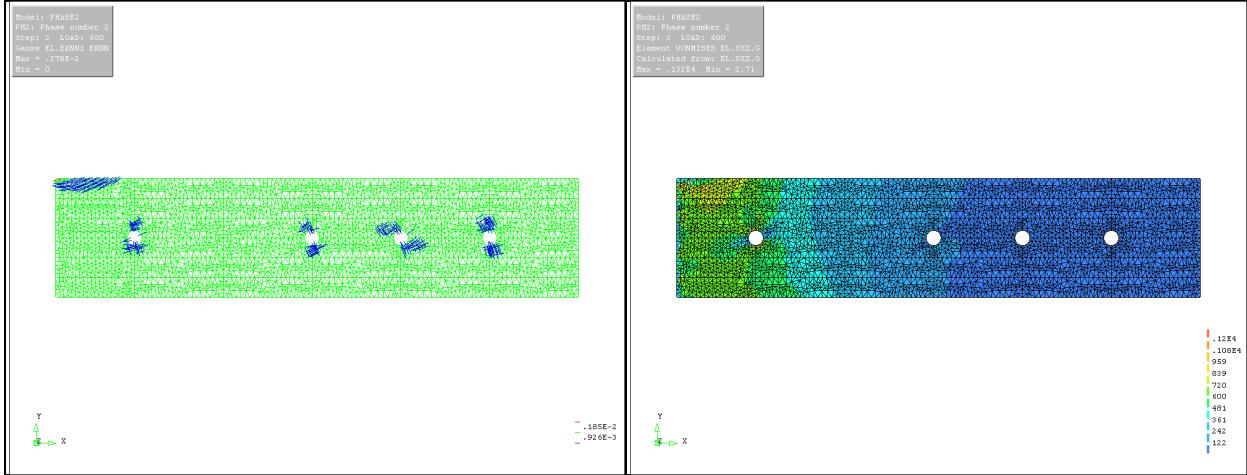 Model: PHASE2
PH2: Phase number 2
Step: 3 LOAD: 600
Gauss EL.EKNN1 EKNN
Max = .278E-2
Min = 0
Y
Z X
.185E-2
.926E-3
Model: PHASE2
PH2: Phase number 2
Step: 3 LOAD: 600
Element VONMISES EL.SXX.G
Calculated from: EL.SXX.G
Max = .132E4 Min = 2.71
Y
Z X
.12E4
.108E4
959
839
720
600
481
361
242
122